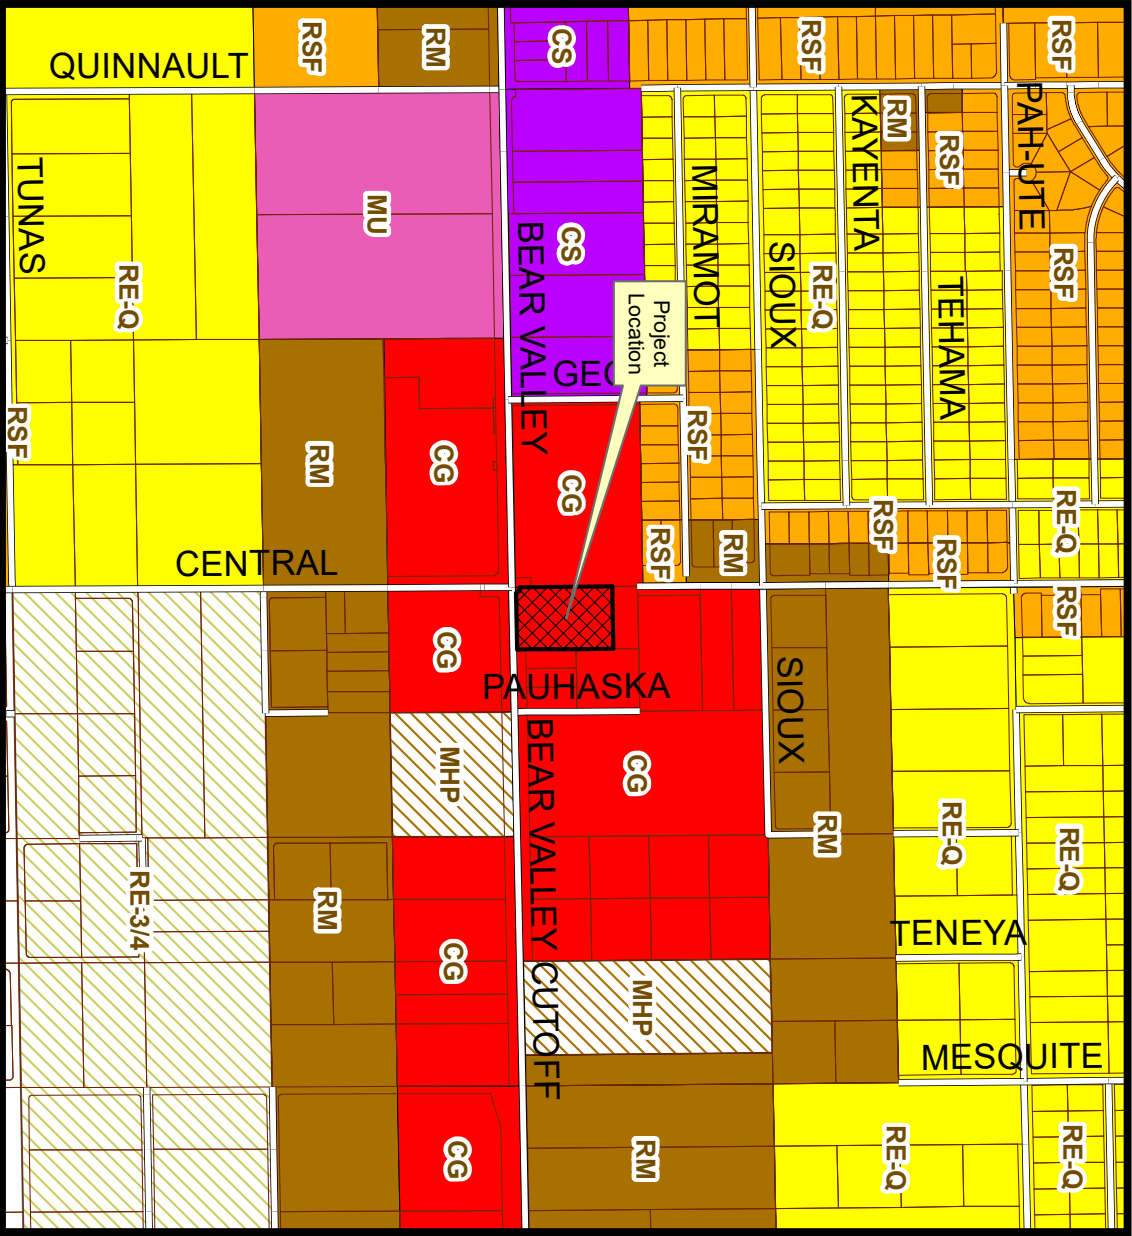 QUINNAULT
RSF
RM
CS
RSF
RSF
TUNAS
RE-Q
MU
BEAR VALLEY
CS
MIRAMOT
SIOUX
RE-Q
KAYENTA
RM
RSF
TEHAMA
PAH-UTE
RSF
Project
Location
GEO
RSF
RM
CG
CG
RSF
RSF
RM
RSF
RSF
RE-Q
CENTRAL
CG
PAUHASKA
SIOUX
RSF
MHP
BEAR VALLEY CUTOFF
CG
RM
RE-Q
RE-Q
RE-3/4
RM
CG
MHP
TENEYA
MESQUITE
CG
RM
RE-Q
RE-Q